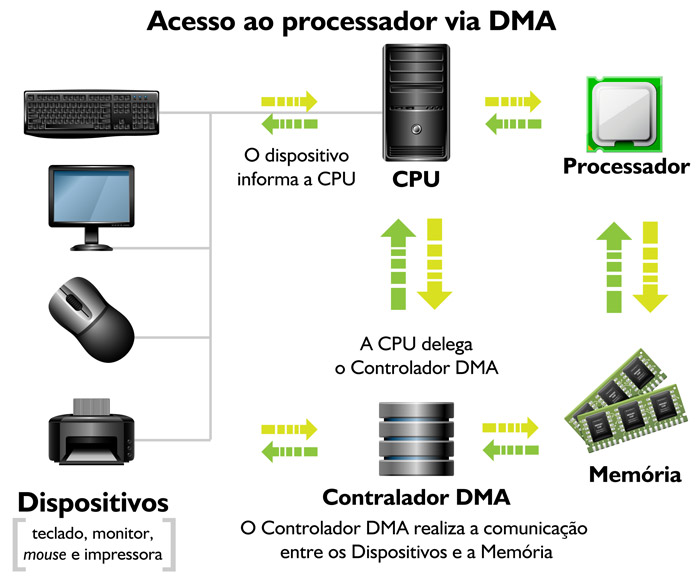 Acesso ao processador via DMA
O dispositivo
informa a CPU
CPU
Processador
A CPU delega
o Controlador DMA
Dispositivos
teclado, monitor,
mouse e impressora
Contralador DMA
Memória
O Controlador DMA realiza a comunicação
entre os Dispositivos e a Memória